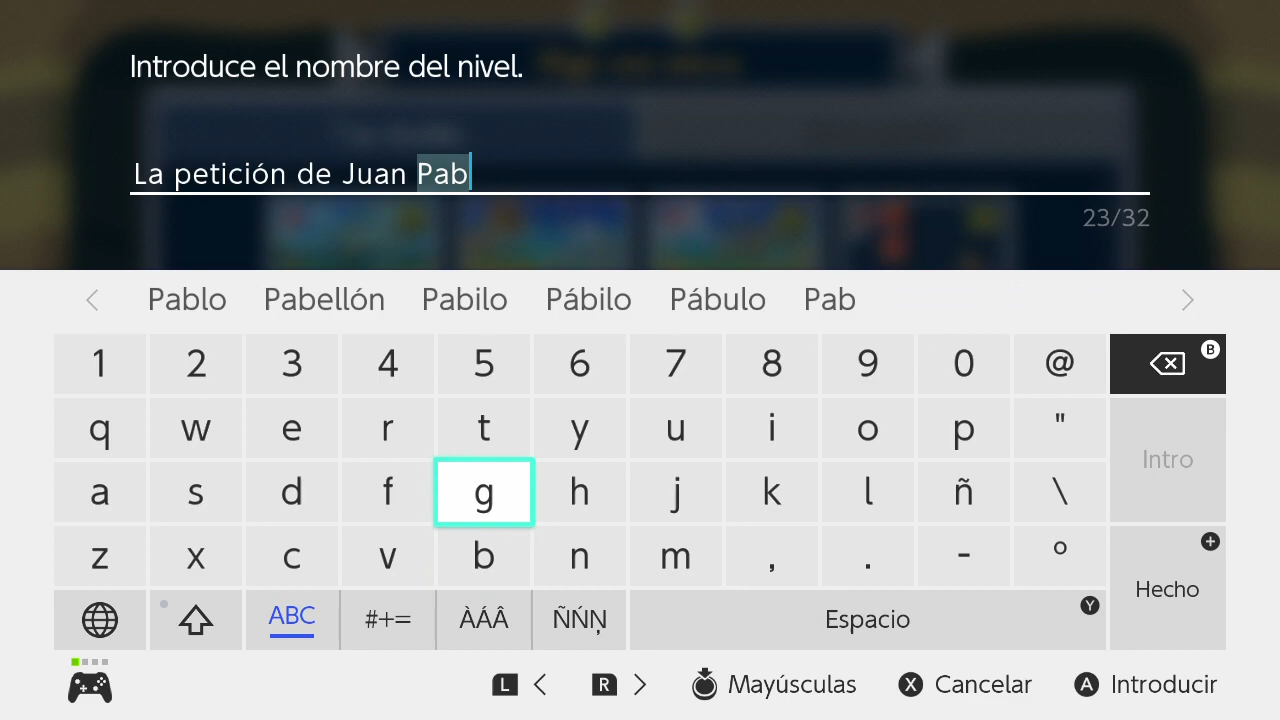 Introduce el nombre del nivel.
La petición de Juan Pab
23/32
Pablo Pabellón Pabilo Pábilo Pábulo Pab
1 2 3 4 5 6 7 8 9 0 @ B
q w e r t y u i o p "
Intro
a s d f g h j k l ñ \
z x c v b n m , . - º
+
Hecho
ABC #+= ÀÁÂ ÑŃŅ Espacio Y
L < R > Mayúsculas X Cancelar A Introducir